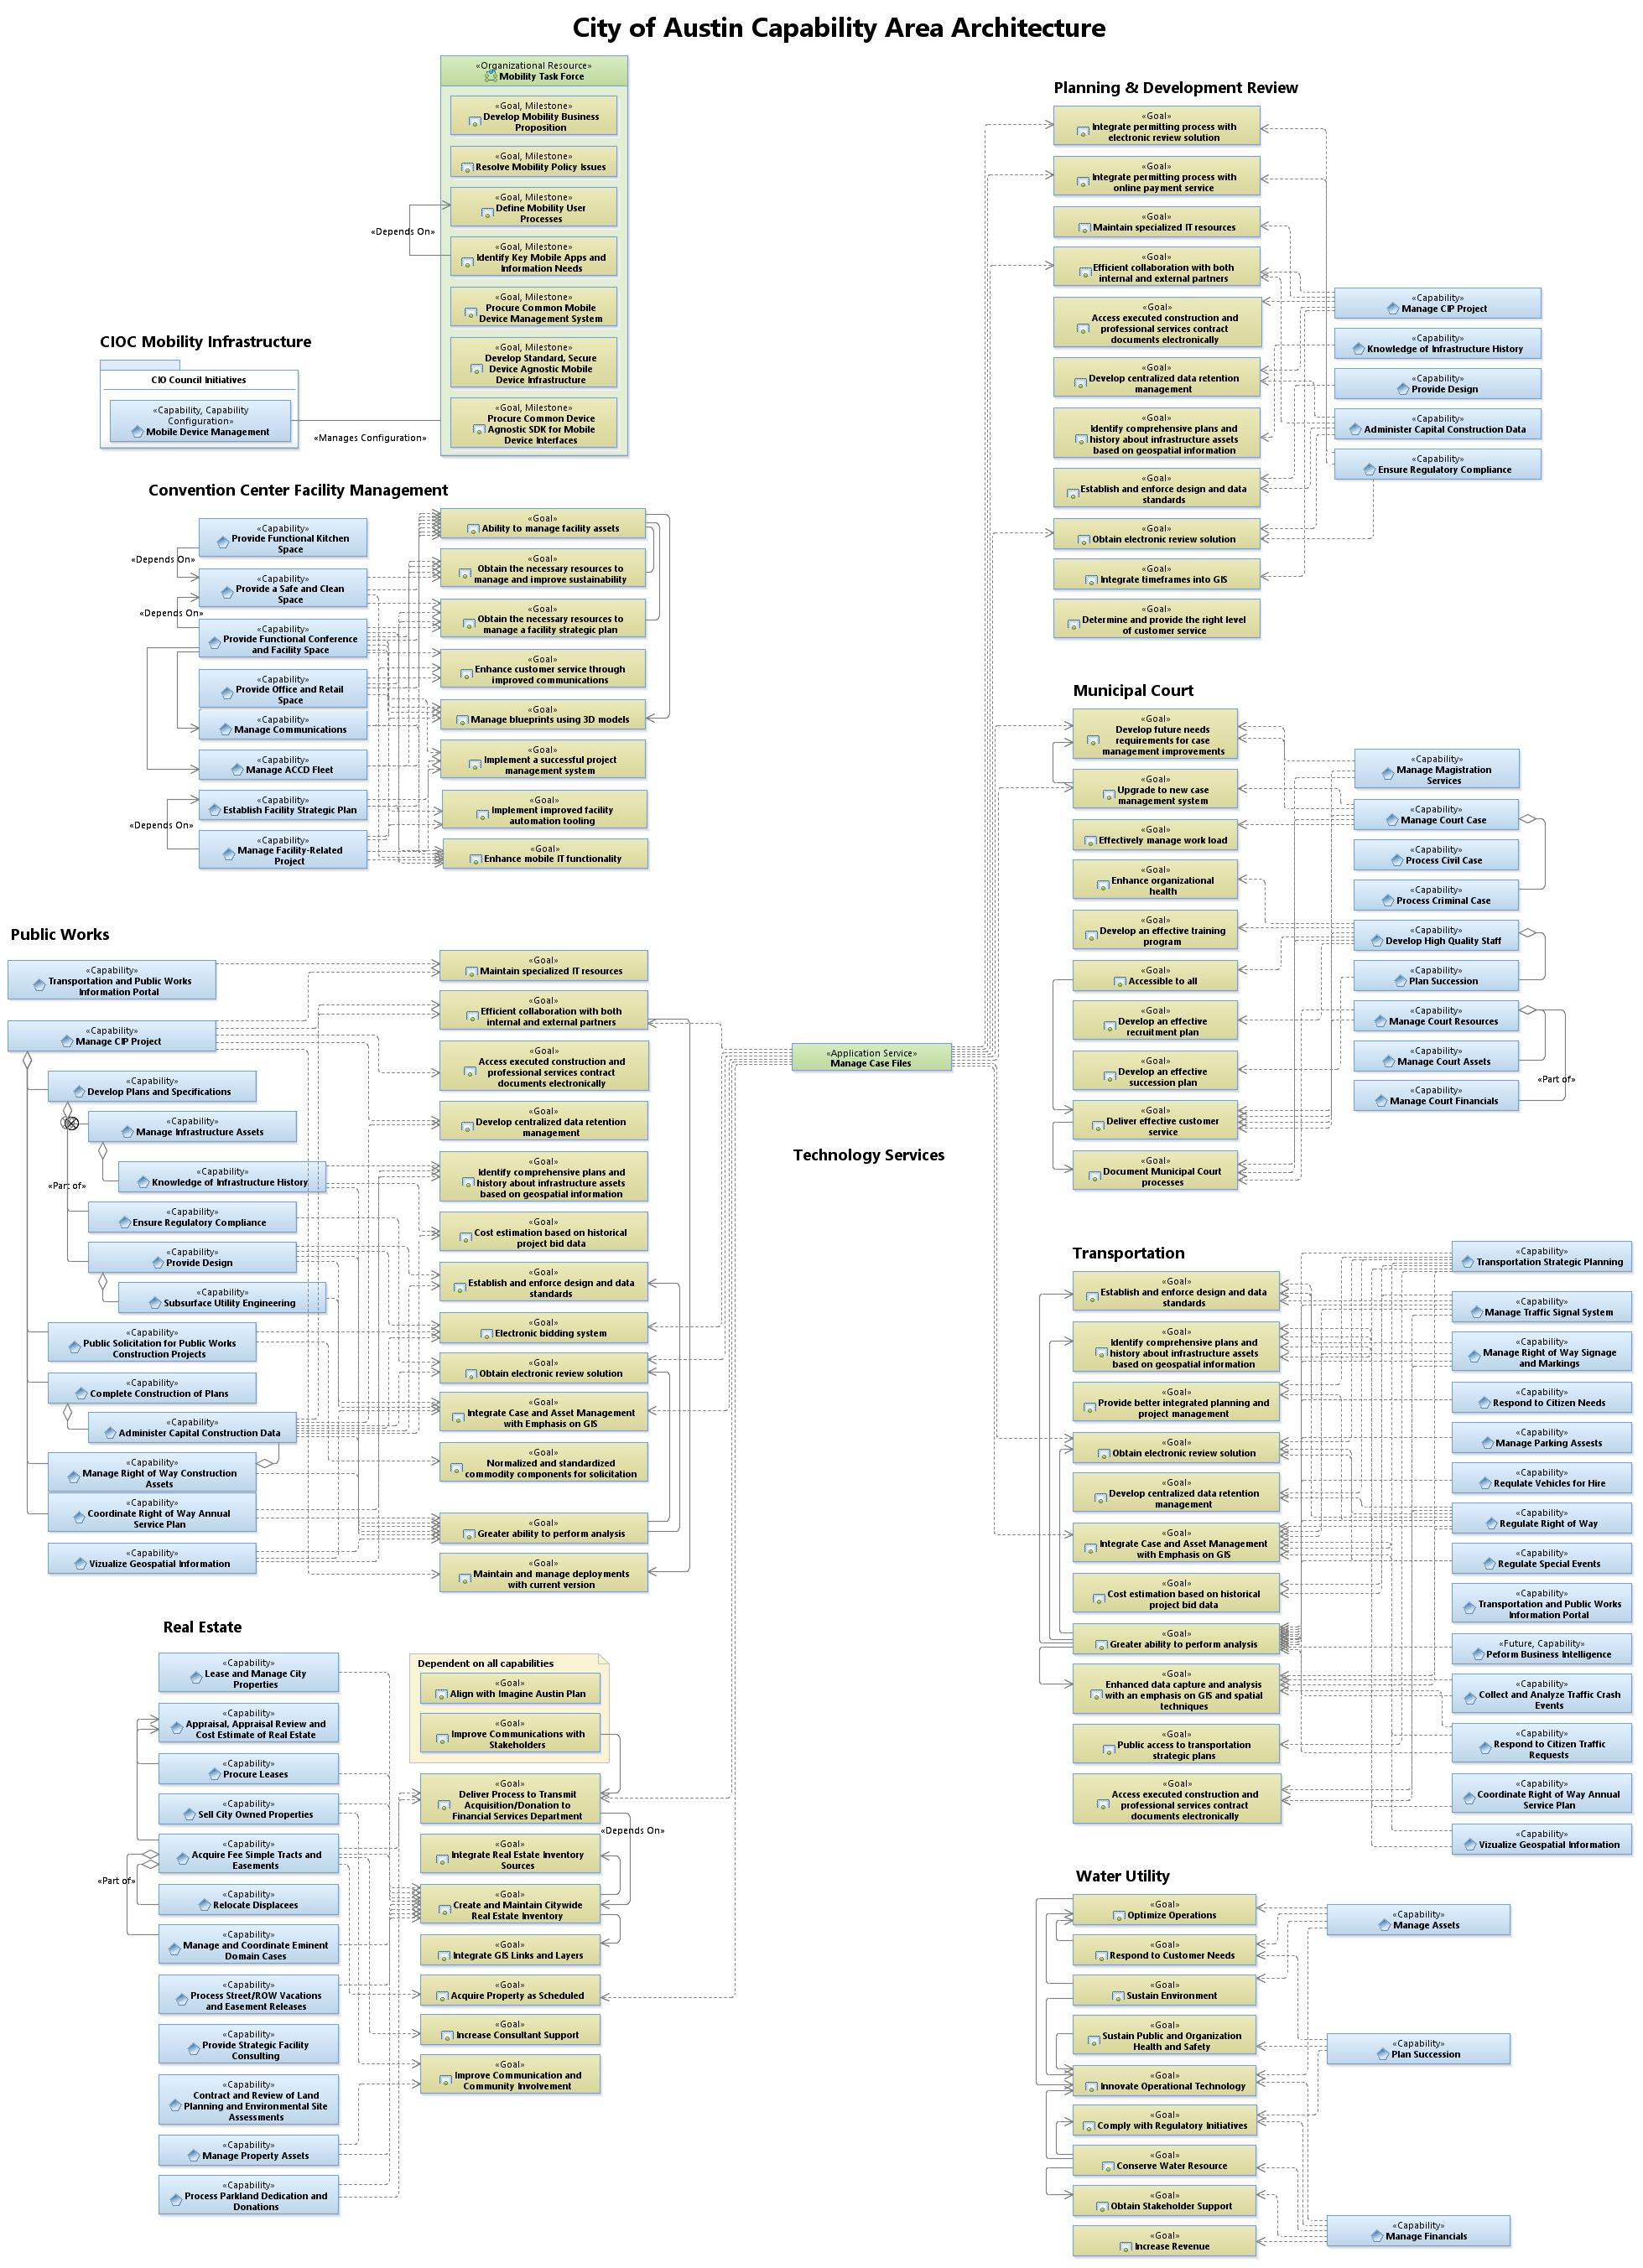 City of Austin Capability Area Architecture
«Organizational Resource»
Mobility Task Force
«Goal, Milestone»
Develop Mobility Business
Proposition
«Goal, Milestone»
Resolve Mobility Policy Issues
«Goal, Milestone»
Define Mobility User
Processes
«Depends On»
«Goal, Milestone»
Identify Key Mobile Apps and
Information Needs
«Goal, Milestone»
Procure Common Mobile
Device Management System
«Goal, Milestone»
Develop Standard, Secure
Device Agnostic Mobile
Device Infrastructure
«Goal, Milestone»
Procure Common Device
Agnostic SDK for Mobile
Device Interfaces
CIOC Mobility Infrastructure
CIO Council Initiatives
«Capability, Capability
Configuration»
Mobile Device Management
«Manages Configuration»
Convention Center Facility Management
«Capability»
Provide Functional Kitchen
Space
«Depends On»
«Capability»
Provide a Safe and Clean
Space
«Depends On»
«Capability»
Provide Functional Conference
and Facility Space
«Capability»
Provide Office and Retail
Space
«Capability»
Manage Communications
«Capability»
Manage ACCD Fleet
«Capability»
Establish Facility Strategic Plan
«Depends On»
«Capability»
Manage Facility-Related
Project
«Goal»
Ability to manage facility assets
«Goal»
Obtain the necessary resources to
manage and improve sustainability
«Goal»
Obtain the necessary resources to
manage a facility strategic plan
«Goal»
Enhance customer service through
improved communications
«Goal»
Manage blueprints using 3D models
«Goal»
Implement a successful project
management system
«Goal»
Implement improved facility
automation tooling
«Goal»
Enhance mobile IT functionality
Public Works
«Capability»
Transportation and Public Works
Information Portal
«Capability»
Manage CIP Project
«Capability»
Develop Plans and Specifications
«Capability»
Manage Infrastructure Assets
«Capability»
Knowledge of Infrastructure History
«Part of»
«Capability»
Ensure Regulatory Compliance
«Capability»
Provide Design
«Capability»
Subsurface Utility Engineering
«Capability»
Public Solicitation for Public Works
Construction Projects
«Capability»
Complete Construction of Plans
«Capability»
Administer Capital Construction Data
«Capability»
Manage Right of Way Construction
Assets
«Capability»
Coordinate Right of Way Annual
Service Plan
«Capability»
Vizualize Geospatial Information
«Goal»
Maintain specialized IT resources
«Goal»
Efficient collaboration with both
internal and external partners
«Goal»
Access executed construction and
professional services contract
documents electronically
«Goal»
Develop centralized data retention
management
«Goal»
Identify comprehensive plans and
history about infrastructure assets
based on geospatial information
«Goal»
Cost estimation based on historical
project bid data
«Goal»
Establish and enforce design and data
standards
«Goal»
Electronic bidding system
«Goal»
Obtain electronic review solution
«Goal»
Integrate Case and Asset Management
with Emphasis on GIS
«Goal»
Normalized and standardized
commodity components for solicitation
«Goal»
Greater ability to perform analysis
«Goal»
Maintain and manage deployments
with current version
Real Estate
«Capability»
Lease and Manage City
Properties
«Capability»
Appraisal, Appraisal Review and
Cost Estimate of Real Estate
«Capability»
Procure Leases
«Capability»
Sell City Owned Properties
«Capability»
Acquire Fee Simple Tracts and
Easements
«Part of»
«Capability»
Relocate Displacees
«Capability»
Manage and Coordinate Eminent
Domain Cases
«Capability»
Process Street/ROW Vacations
and Easement Releases
«Capability»
Provide Strategic Facility
Consulting
«Capability»
Contract and Review of Land
Planning and Environmental Site
Assessments
«Capability»
Manage Property Assets
«Capability»
Process Parkland Dedication and
Donations
Dependent on all capabilities
«Goal»
Align with Imagine Austin Plan
«Goal»
Improve Communications with
Stakeholders
«Goal»
Deliver Process to Transmit
Acquisition/Donation to
Financial Services Department
«Depends On»
«Goal»
Integrate Real Estate Inventory
Sources
«Goal»
Create and Maintain Citywide
Real Estate Inventory
«Goal»
Integrate GIS Links and Layers
«Goal»
Acquire Property as Scheduled
«Goal»
Increase Consultant Support
«Goal»
Improve Communication and
Community Involvement
«Application Service»
Manage Case Files
Technology Services
Planning & Development Review
«Goal»
Integrate permitting process with
electronic review solution
«Goal»
Integrate permitting process with
online payment service
«Goal»
Maintain specialized IT resources
«Goal»
Efficient collaboration with both
internal and external partners
«Goal»
Access executed construction and
professional services contract
documents electronically
«Goal»
Develop centralized data retention
management
«Goal»
Identify comprehensive plans and
history about infrastructure assets
based on geospatial information
«Goal»
Establish and enforce design and data
standards
«Goal»
Obtain electronic review solution
«Goal»
Integrate timeframes into GIS
«Goal»
Determine and provide the right level
of customer service
«Capability»
Manage CIP Project
«Capability»
Knowledge of Infrastructure History
«Capability»
Provide Design
«Capability»
Administer Capital Construction Data
«Capability»
Ensure Regulatory Compliance
Municipal Court
«Goal»
Develop future needs
requirements for case
management improvements
«Goal»
Upgrade to new case
management system
«Goal»
Effectively manage work load
«Goal»
Enhance organizational
health
«Goal»
Develop an effective training
program
«Goal»
Accessible to all
«Goal»
Develop an effective
recruitment plan
«Goal»
Develop an effective
succession plan
«Goal»
Deliver effective customer
service
«Goal»
Document Municipal Court
processes
«Capability»
Manage Magistration
Services
«Capability»
Manage Court Case
«Capability»
Process Civil Case
«Capability»
Process Criminal Case
«Capability»
Develop High Quality Staff
«Capability»
Plan Succession
«Capability»
Manage Court Resources
«Capability»
Manage Court Assets
«Part of»
«Capability»
Manage Court Financials
Transportation
«Goal»
Establish and enforce design and data
standards
«Goal»
Identify comprehensive plans and
history about infrastructure assets
based on geospatial information
«Goal»
Provide better integrated planning and
project management
«Goal»
Obtain electronic review solution
«Goal»
Develop centralized data retention
management
«Goal»
Integrate Case and Asset Management
with Emphasis on GIS
«Goal»
Cost estimation based on historical
project bid data
«Goal»
Greater ability to perform analysis
«Goal»
Enhanced data capture and analysis
with an emphasis on GIS and spatial
techniques
«Goal»
Public access to transportation
strategic plans
«Goal»
Access executed construction and
professional services contract
documents electronically
«Capability»
Transportation Strategic Planning
«Capability»
Manage Traffic Signal System
«Capability»
Manage Right of Way Signage
and Markings
«Capability»
Respond to Citizen Needs
«Capability»
Manage Parking Assests
«Capability»
Requlate Vehicles for Hire
«Capability»
Regulate Right of Way
«Capability»
Regulate Special Events
«Capability»
Transportation and Public Works
Information Portal
«Future, Capability»
Peform Business Intelligence
«Capability»
Collect and Analyze Traffic Crash
Events
«Capability»
Respond to Citizen Traffic
Requests
«Capability»
Coordinate Right of Way Annual
Service Plan
«Capability»
Vizualize Geospatial Information
Water Utility
«Goal»
Optimize Operations
«Goal»
Respond to Customer Needs
«Goal»
Sustain Environment
«Goal»
Sustain Public and Organization
Health and Safety
«Goal»
Innovate Operational Technology
«Goal»
Comply with Regulatory Initiatives
«Goal»
Conserve Water Resource
«Goal»
Obtain Stakeholder Support
«Goal»
Increase Revenue
«Capability»
Manage Assets
«Capability»
Plan Succession
«Capability»
Manage Financials